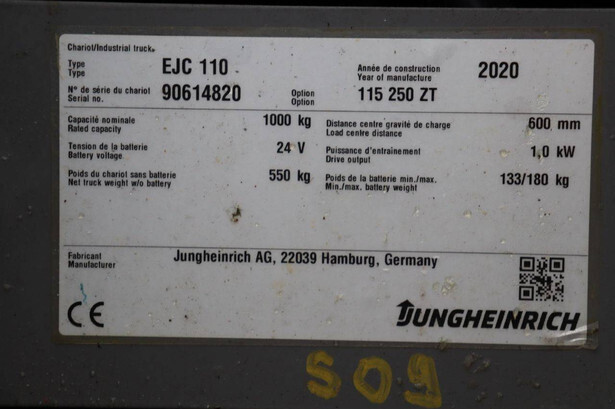 Chariot/Industrial truck
Type EJC 110 Année de construction 2020
Type Year of manufacture
N° de série du chariot 90614820 Option 115 250 ZT
Serial no. Option
Capacité nominale 1000 kg Distance centre gravité de charge 600 mm
Rated capacity Load centre distance
Tension de la batterie 24 V Puissance d'entraînement 1,0 kW
Battery voltage Drive output
Poids du chariot sans batterie 550 kg Poids de la batterie min./max. 133/180 kg
Net truck weight w/o battery Min./max. battery weight
Fabricant Jungheinrich AG, 22039 Hamburg, Germany
Manufacturer
CE JUNGHEINRICH
S09